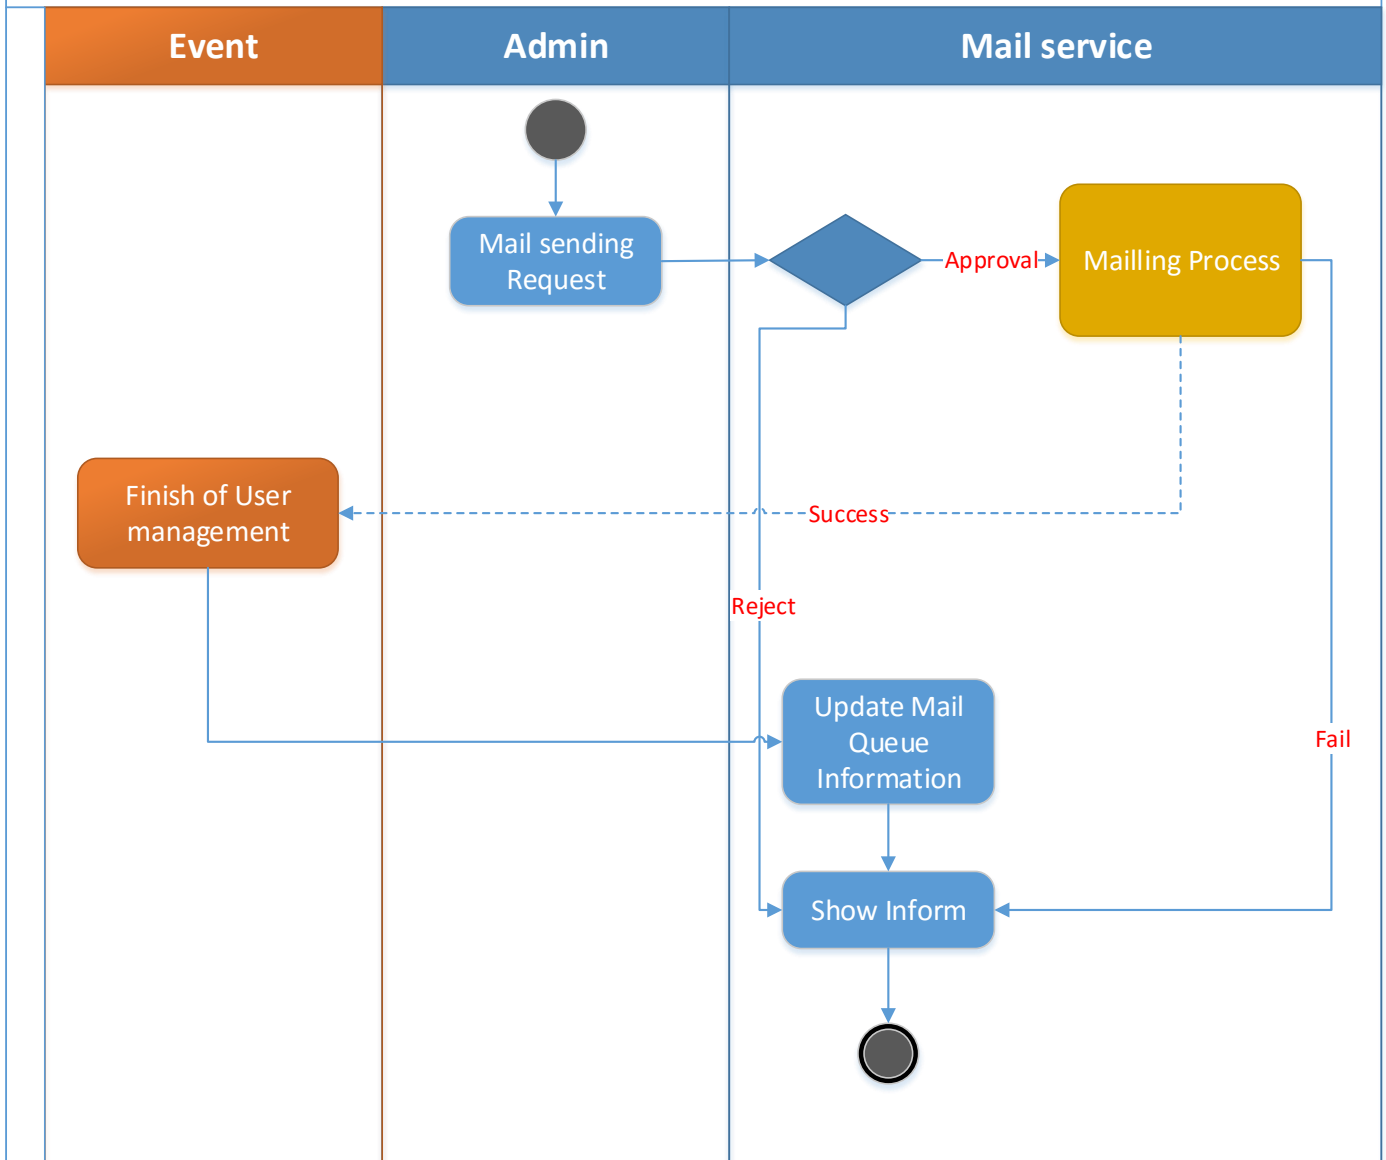 Event
Admin
Mail service
Mail sending
Request
Approval
Mailling Process
Finish of User
management
Success
Reject
Update Mail
Queue
Information
Fail
Show Inform